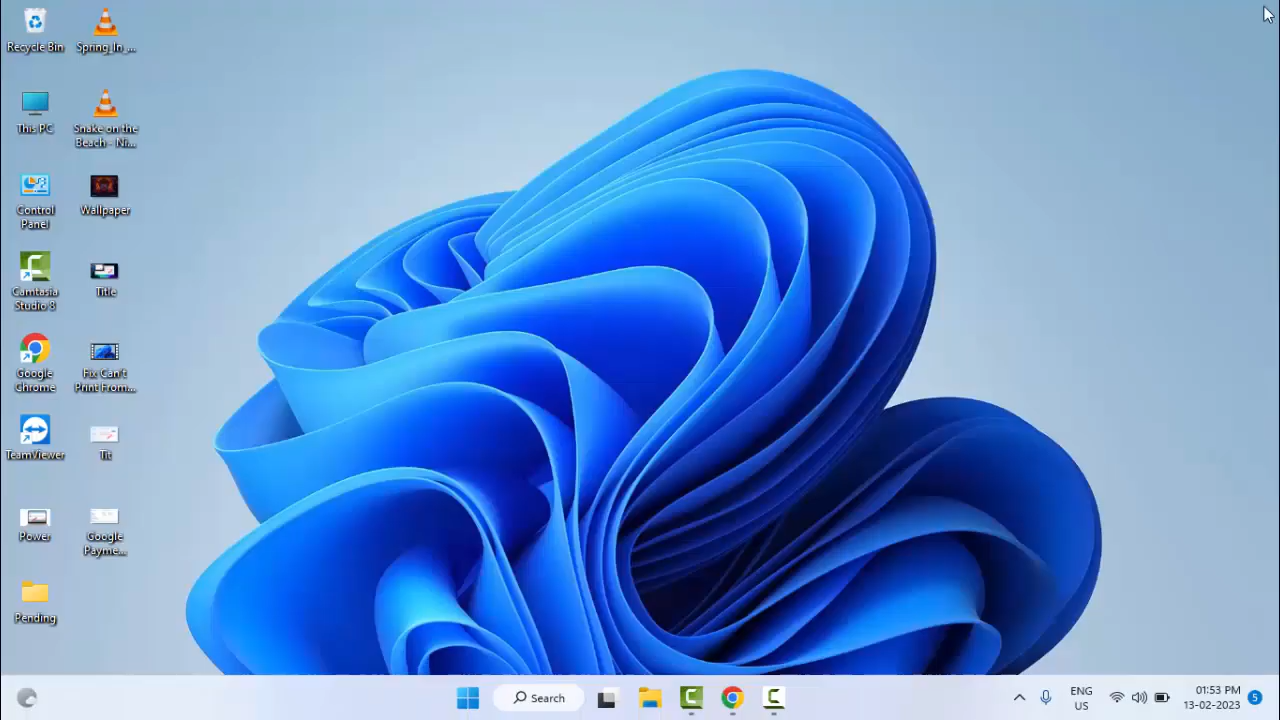 Recycle Bin
Spring_In_...
This PC
Snake on the
Beach - Ni...
Control
Panel
Wallpaper
Camtasia
Studio 8
Title
Google
Chrome
Fix Can't
Print From...
TeamViewer
Tit
Power
Google
Payme...
Pending
Search
ENG
US
01:53 PM
13-02-2023
5